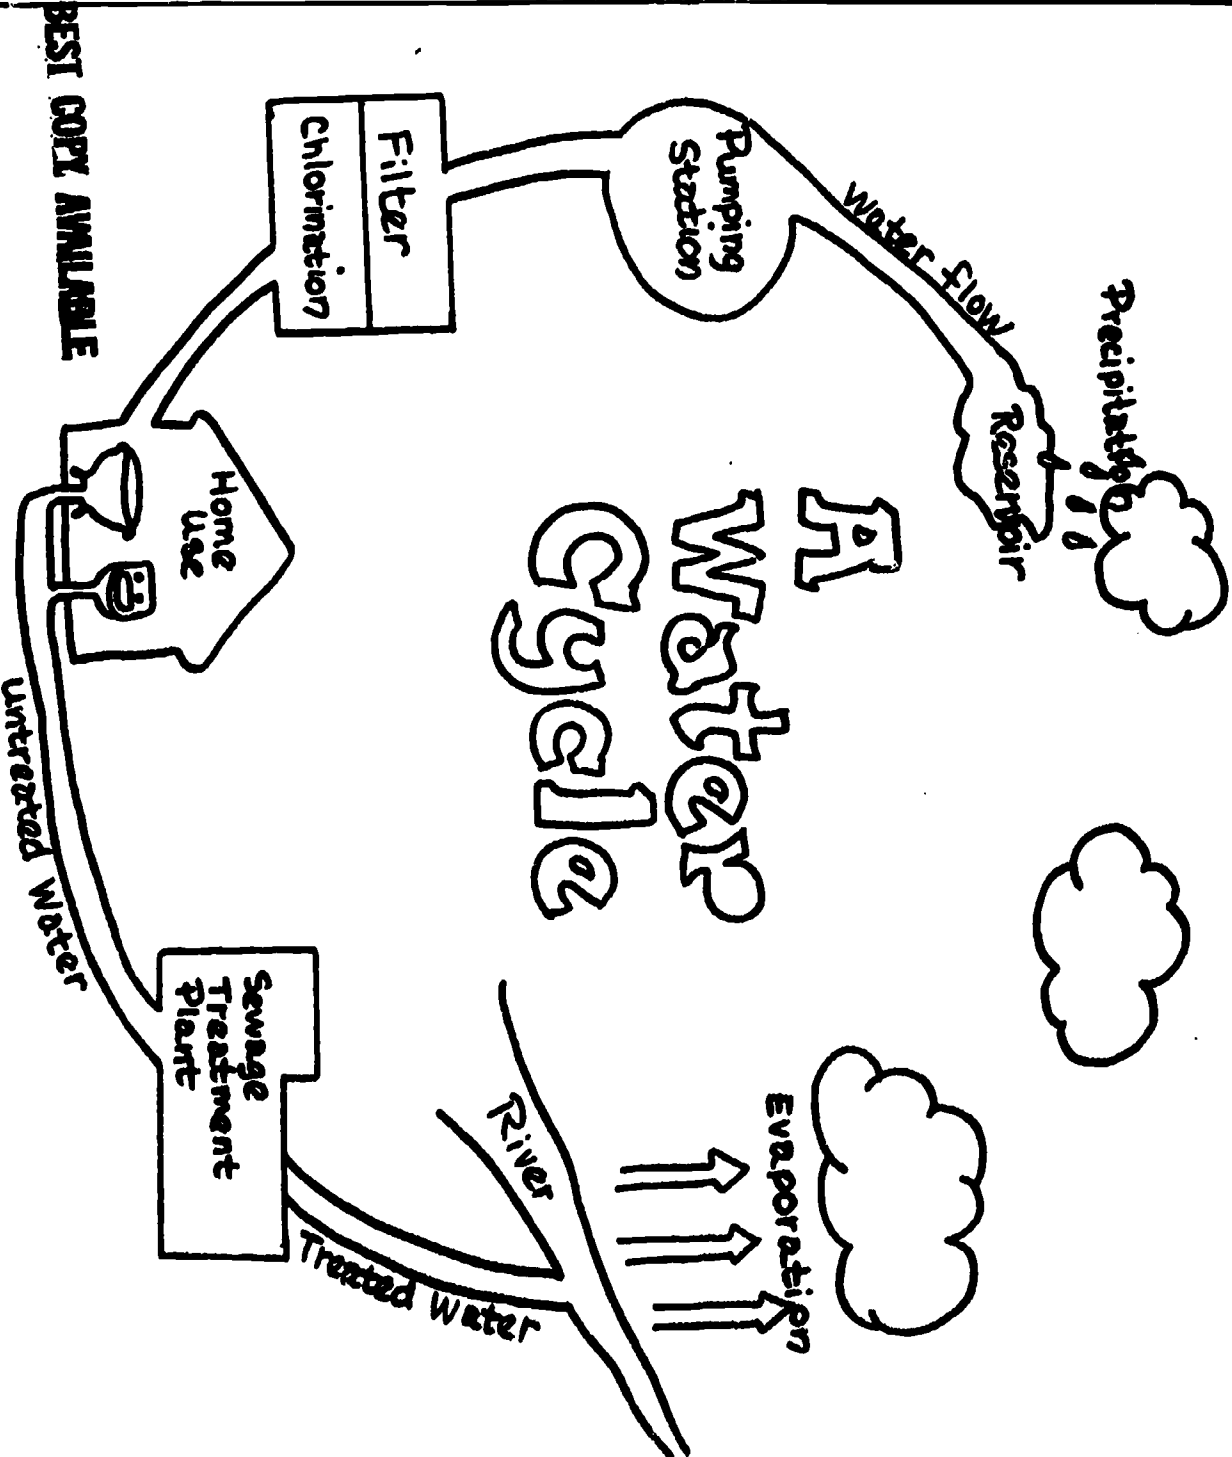 Precipitation
Reservoir
Water flow
Pumping
Station
Filter
Chlorination
Home
Use
Untreated Water
Sewage
Treatment
Plant
Treated Water
River
Evaporation
A
Water
Cycle
BEST COPY AVAILABLE